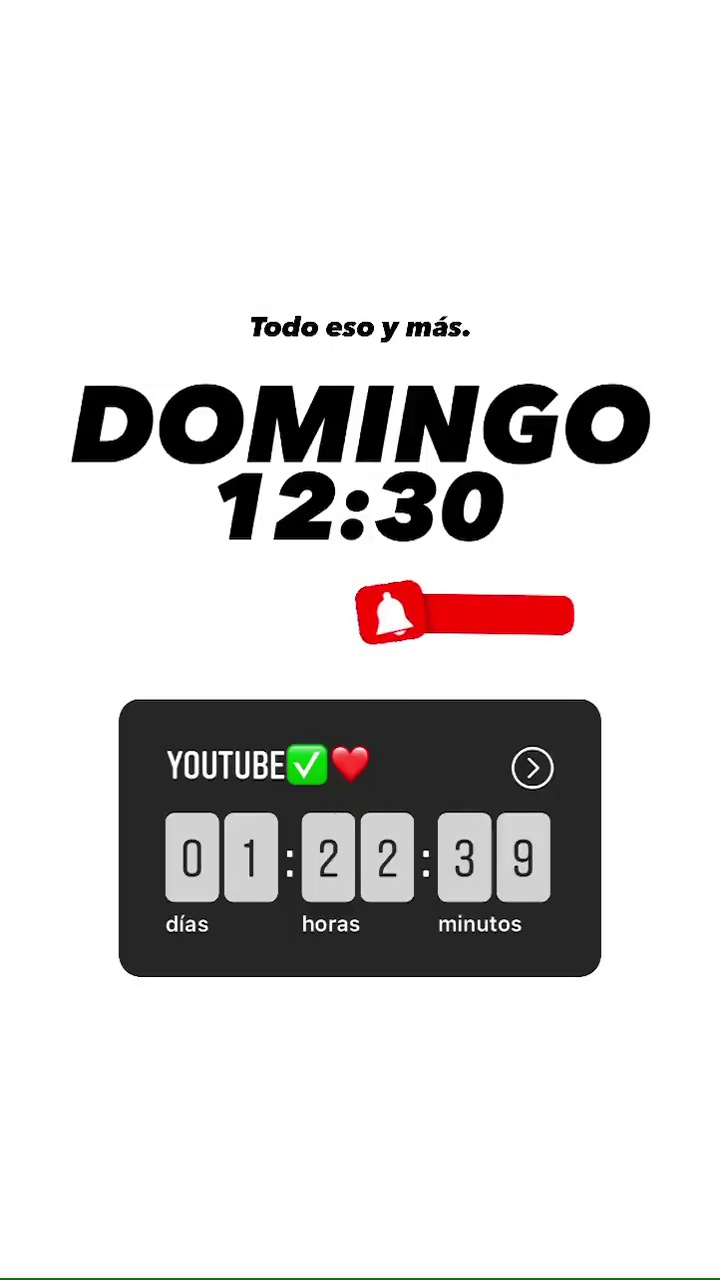 Todo eso y más.
DOMINGO
12:30
YOUTUBE✅❤️
01:22:39
días horas minutos